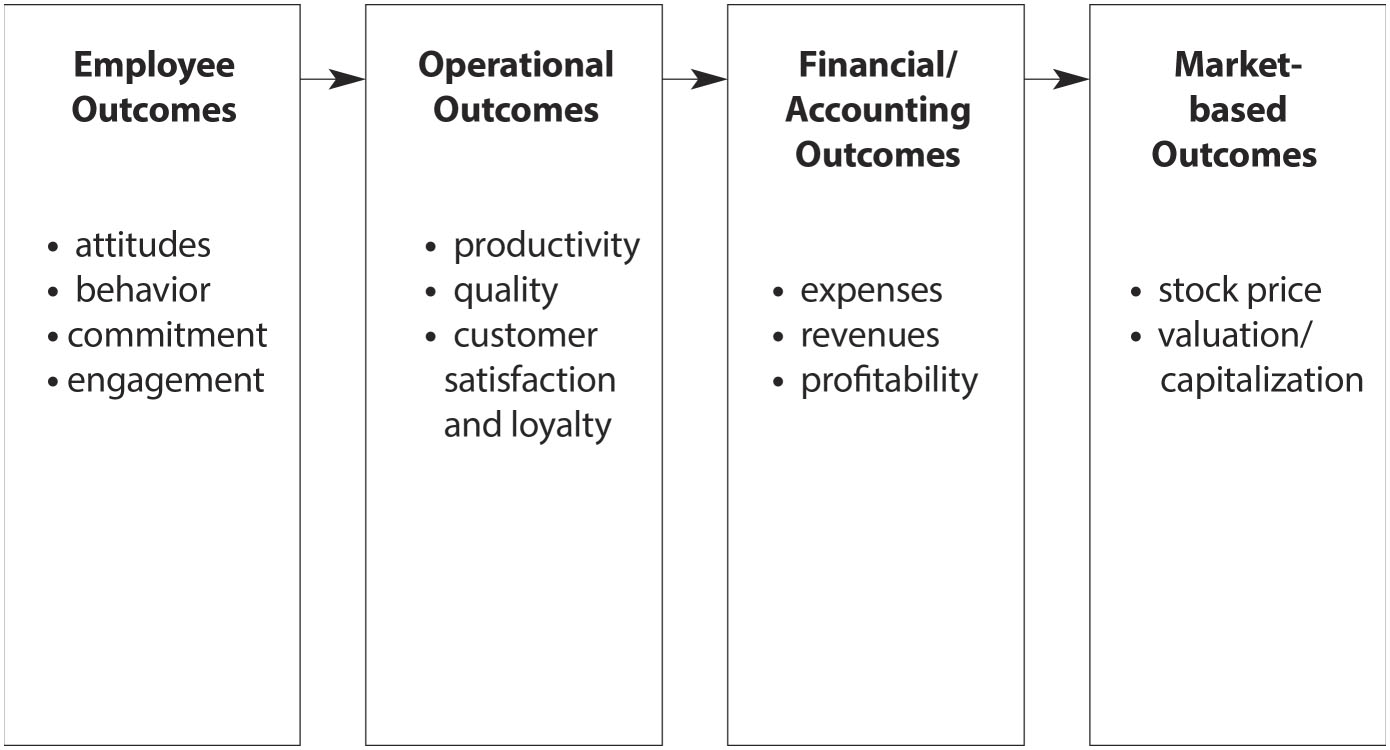 Employee
Outcomes
• attitudes
• behavior
• commitment
• engagement
Operational
Outcomes
• productivity
• quality
• customer
satisfaction
and loyalty
Financial/
Accounting
Outcomes
• expenses
• revenues
• profitability
Market-
based
Outcomes
• stock price
• valuation/
capitalization